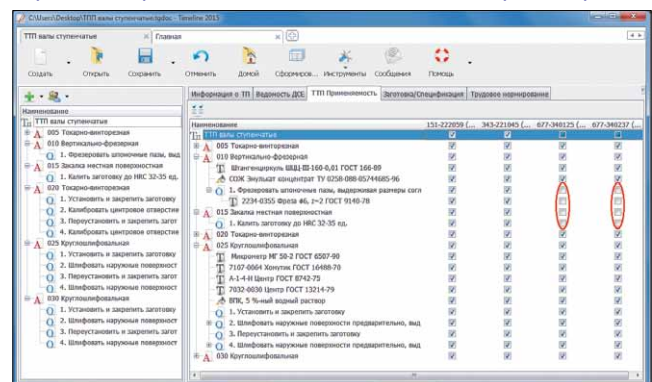 C:\Users\Desktop\ТТП валы ступенчатые.tpdoc - Timeline 2015
ТТП валы ступенчатые
Главная
Создать
Открыть
Сохранить
Отменить
Домой
Сформиров...
Инструменты
Сообщения
Помощь
Информация о ТП
Ведомость ДСЕ
ТТП Применяемость
Заготовка/Спецификация
Трудовое нормирование
Наименование
ТТП валы ступенчатые
005 Токарно-винторезная
010 Вертикально-фрезерная
1. Фрезеровать шпоночные пазы, выд
015 Закалка местная поверхностная
1. Калить заготовку до HRC 32-35 ед.
020 Токарно-винторезная
1. Установить и закрепить заготовку
2. Калибровать центровое отверстие
3. Переустановить и закрепить загот
4. Калибровать центровое отверстие
025 Круглошлифовальная
1. Установить и закрепить заготовку
2. Шлифовать наружные поверхност
3. Переустановить и закрепить загот
4. Шлифовать наружные поверхност
030 Круглошлифовальная
1. Установить и закрепить заготовку
2. Шлифовать наружные поверхност
3. Переустановить и закрепить загот
4. Шлифовать наружные поверхност
Наименование 151-222059 (... 343-221045 (... 677-340125 (... 677-340237 (...
ТТП валы ступенчатые
005 Токарно-винторезная
010 Вертикально-фрезерная
Штангенциркуль ШЦЦ-III-160-0,01 ГОСТ 166-89
СОЖ Эмульсат концентрат ТУ 0258-088-05744685-96
1. Фрезеровать шпоночные пазы, выдерживая размеры согл
2234-0355 Фреза ø6, z=2 ГОСТ 9140-78
015 Закалка местная поверхностная
1. Калить заготовку до HRC 32-35 ед.
020 Токарно-винторезная
025 Круглошлифовальная
Микрометр МГ 50-2 ГОСТ 6507-90
7107-0064 Хомутик ГОСТ 16488-70
А-1-4-Н Центр ГОСТ 8742-75
7032-0030 Центр ГОСТ 13214-79
ВПК, 5 %-ный водный раствор
1. Установить и закрепить заготовку
2. Шлифовать наружные поверхности предварительно, выд
3. Переустановить и закрепить заготовку
4. Шлифовать наружные поверхности предварительно, выд
030 Круглошлифовальная